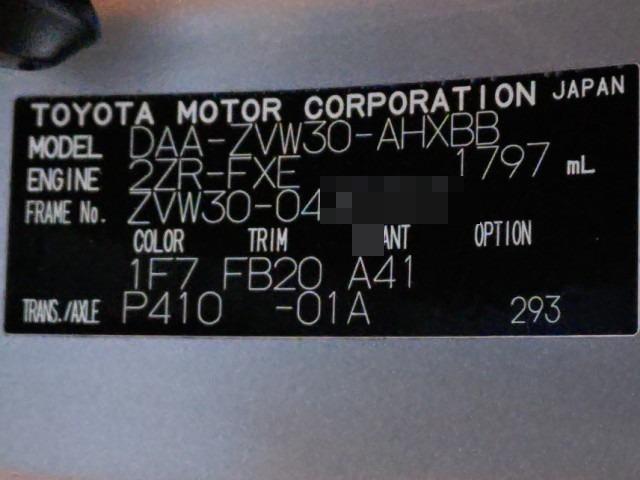 TOYOTA MOTOR CORPORATION JAPAN
MODEL DAA-ZVW30-AHXBB
ENGINE 2ZR-FXE 1797 mL
FRAME No. ZVW30-04
COLOR TRIM ANT OPTION
1F7 FB20 A41
TRANS./AXLE P410 -01A 293